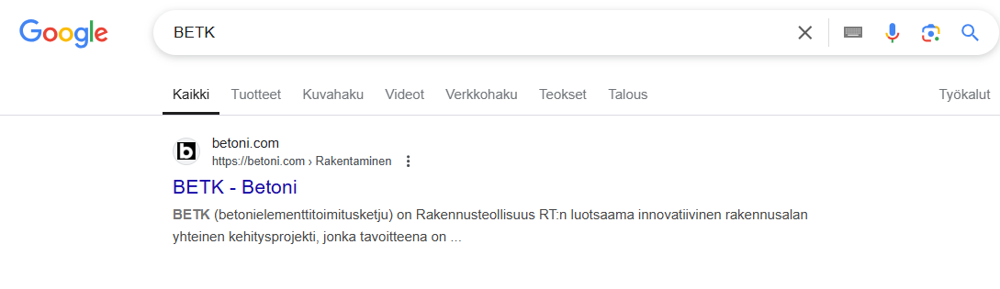 Google
BETK
Kaikki Tuotteet Kuvahaku Videot Verkkohaku Teokset Talous Työkalut
b
betoni.com
https://betoni.com › Rakentaminen
BETK - Betoni
BETK (betonielementtitoimitusketju) on Rakennusteollisuus RT:n luotsaama innovatiivinen rakennusalan
yhteinen kehitysprojekti, jonka tavoitteena on ...